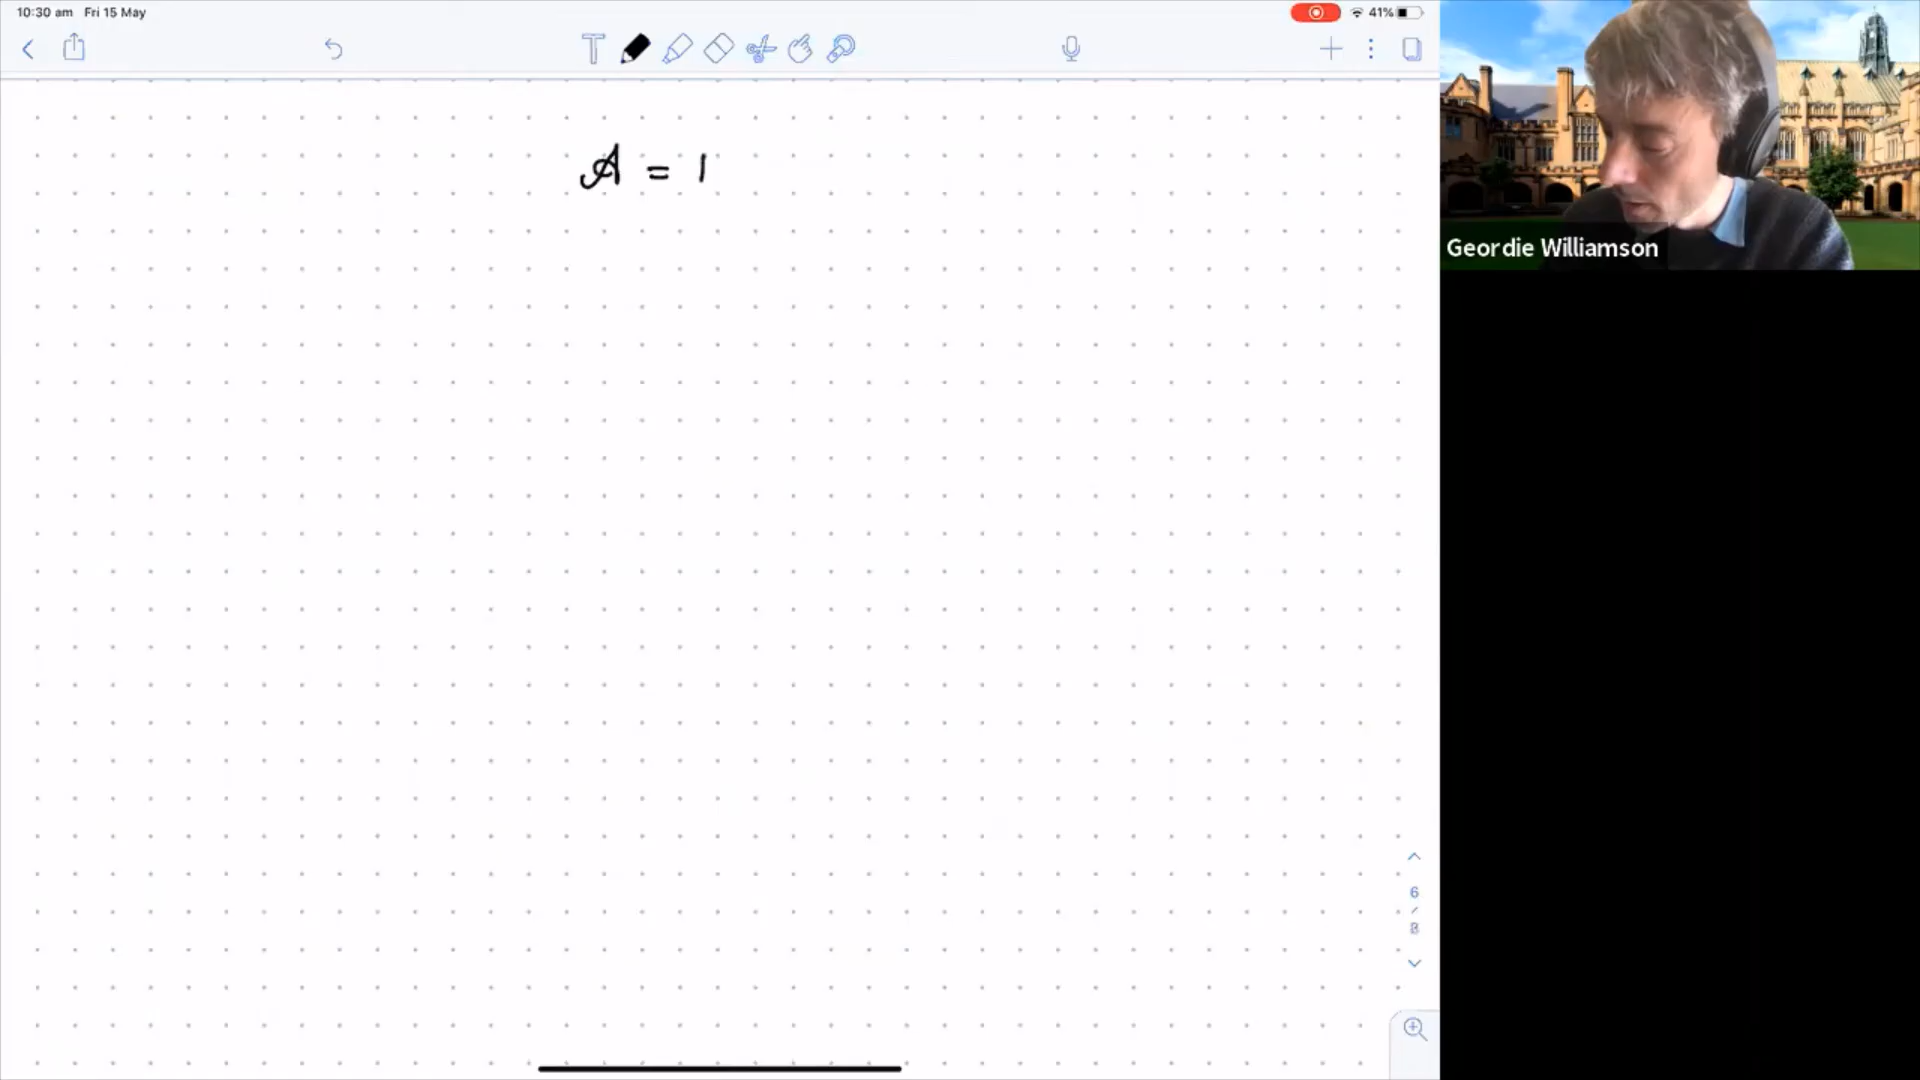 10:30 am Fri 15 May
41%
T
𝒜 = 1
Geordie Williamson
6
/
8